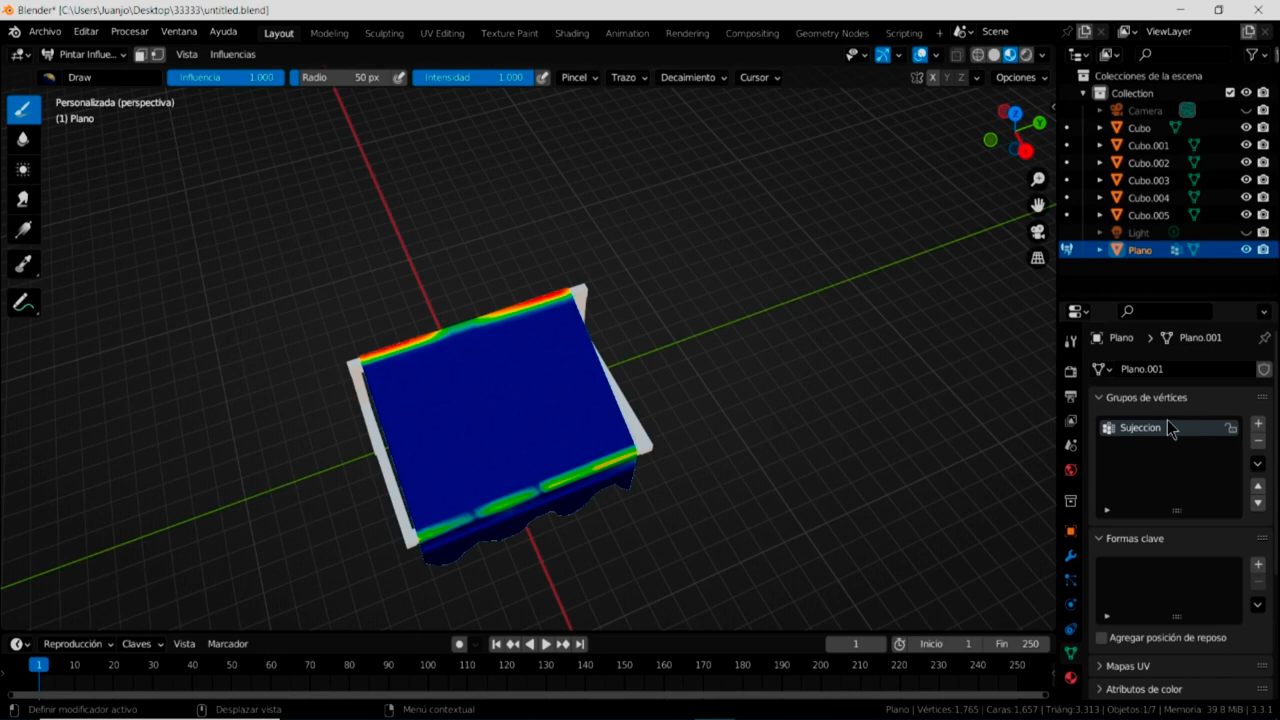 Blender* [C:\Users\Juanjo\Desktop\33333\untitled.blend]
Archivo Editar Procesar Ventana Ayuda Layout Modeling Sculpting UV Editing Texture Paint Shading Animation Rendering Compositing Geometry Nodes Scripting + Scene ViewLayer
Pintar Influe... Vista Influencias
Draw Influencia 1.000 Radio 50 px Intensidad 1.000 Pincel Trazo Decaimiento Cursor X Y Z Opciones
Personalizada (perspectiva)
(1) Plano
Z
Y
X
Colecciones de la escena
Collection
Camera
Cubo
Cubo.001
Cubo.002
Cubo.003
Cubo.004
Cubo.005
Light
Plano
Plano > Plano.001
Plano.001
Grupos de vértices
Sujeccion
Formas clave
Agregar posición de reposo
Mapas UV
Atributos de color
Reproducción Claves Vista Marcador 1 Inicio 1 Fin 250
1 10 20 30 40 50 60 70 80 90 100 110 120 130 140 150 160 170 180 190 200 210 220 230 240 250
Definir modificador activo Desplazar vista Menú contextual Plano | Vértices:1,765 | Caras:1,657 | Triáng:3,313 | Objetos:1/7 | Memoria: 39.8 MiB | 3.3.1